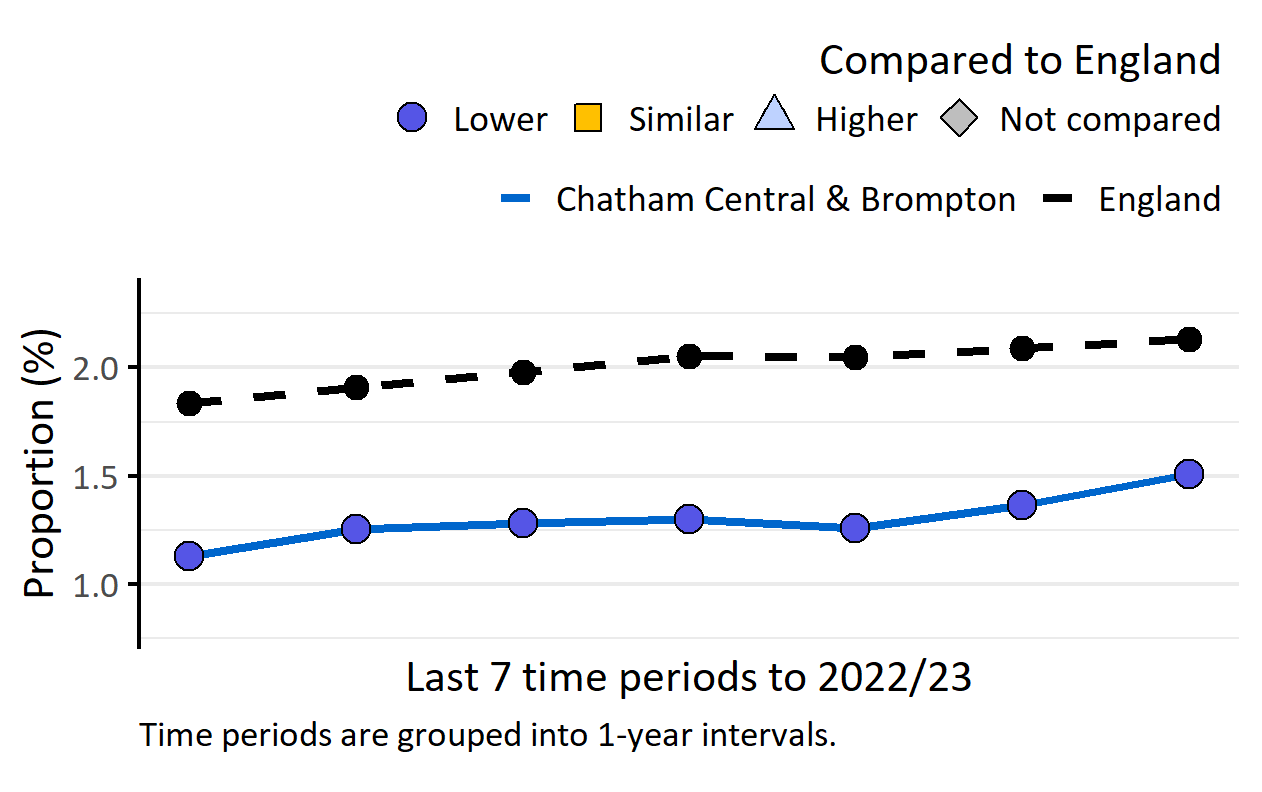 Compared to England
Lower Similar Higher Not compared
Chatham Central & Brompton England
Proportion (%)
2.0
1.5
1.0
Last 7 time periods to 2022/23
Time periods are grouped into 1-year intervals.